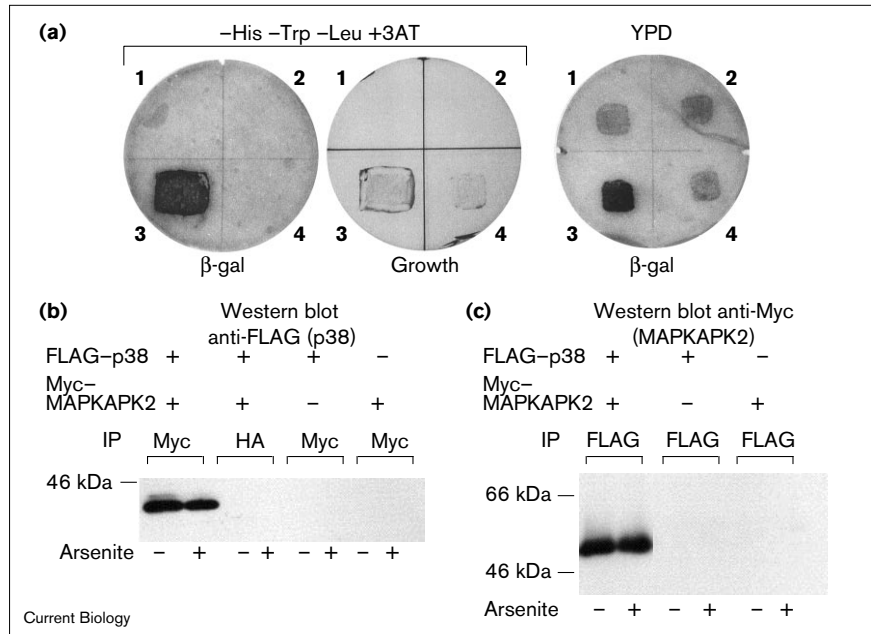 (a)
–His –Trp –Leu +3AT
YPD
1 2 1 2 1 2
3 4 3 4 3 4
β-gal Growth β-gal
(b)
Western blot
anti-FLAG (p38)
FLAG–p38 + + + –
Myc–
MAPKAPK2 + + – +
IP Myc HA Myc Myc
46 kDa
Arsenite – + – + – + – +
(c)
Western blot anti-Myc
(MAPKAPK2)
FLAG–p38 + + –
Myc–
MAPKAPK2 + – +
IP FLAG FLAG FLAG
66 kDa
46 kDa
Arsenite – + – + – +
Current Biology